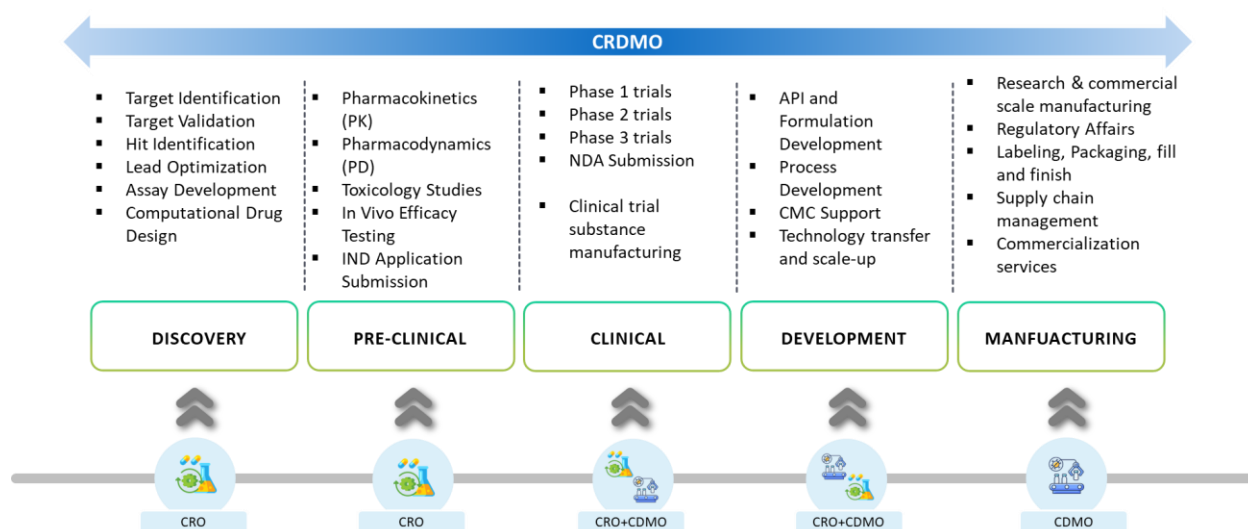 CRDMO
Target Identification
Target Validation
Hit Identification
Lead Optimization
Assay Development
Computational Drug
Design
Pharmacokinetics
(PK)
Pharmacodynamics
(PD)
Toxicology Studies
In Vivo Efficacy
Testing
IND Application
Submission
Phase 1 trials
Phase 2 trials
Phase 3 trials
NDA Submission
Clinical trial
substance
manufacturing
API and
Formulation
Development
Process
Development
CMC Support
Technology transfer
and scale-up
Research & commercial
scale manufacturing
Regulatory Affairs
Labeling, Packaging, fill
and finish
Supply chain
management
Commercialization
services
DISCOVERY
PRE-CLINICAL
CLINICAL
DEVELOPMENT
MANFUACTURING
CRO
CRO
CRO+CDMO
CRO+CDMO
CDMO